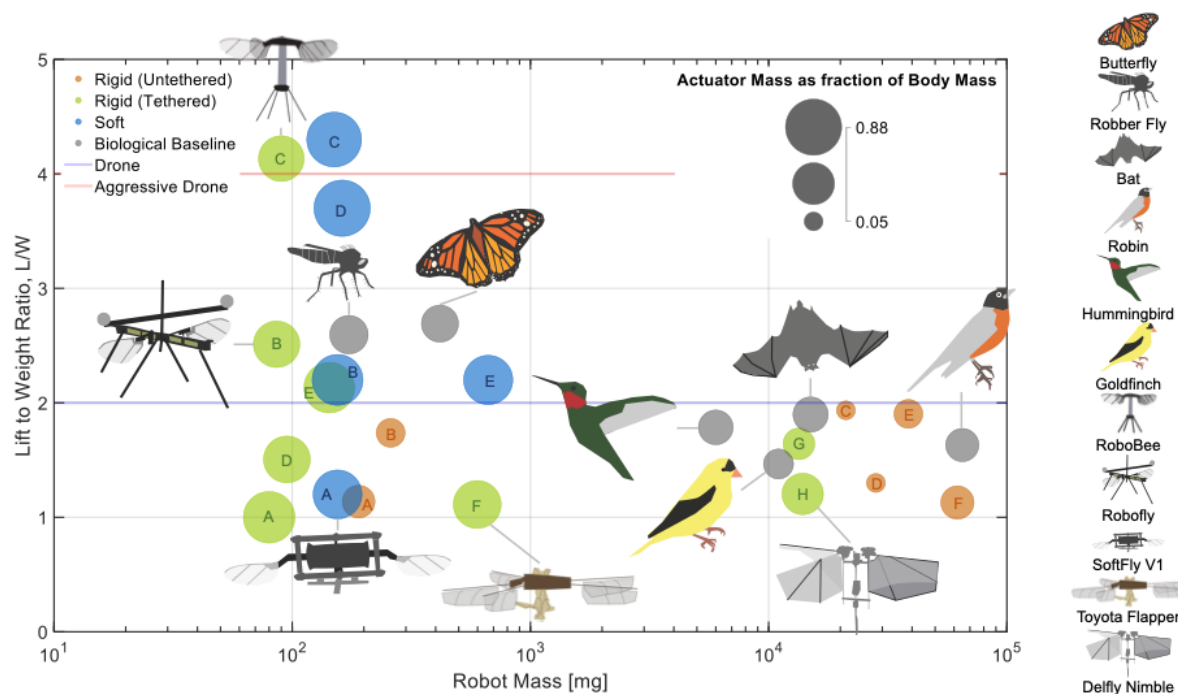 5
4
3
2
1
0
Lift to Weight Ratio, L/W
10^1
10^2
10^3
10^4
10^5
Robot Mass [mg]
Rigid (Untethered)
Rigid (Tethered)
Soft
Biological Baseline
Drone
Aggressive Drone
Actuator Mass as fraction of Body Mass
0.88
0.05
C
C
D
B
B
E
E
B
D
A
A
A
F
G
C
E
D
H
F
Butterfly
Robber Fly
Bat
Robin
Hummingbird
Goldfinch
RoboBee
Robofly
SoftFly V1
Toyota Flapper
Delfly Nimble